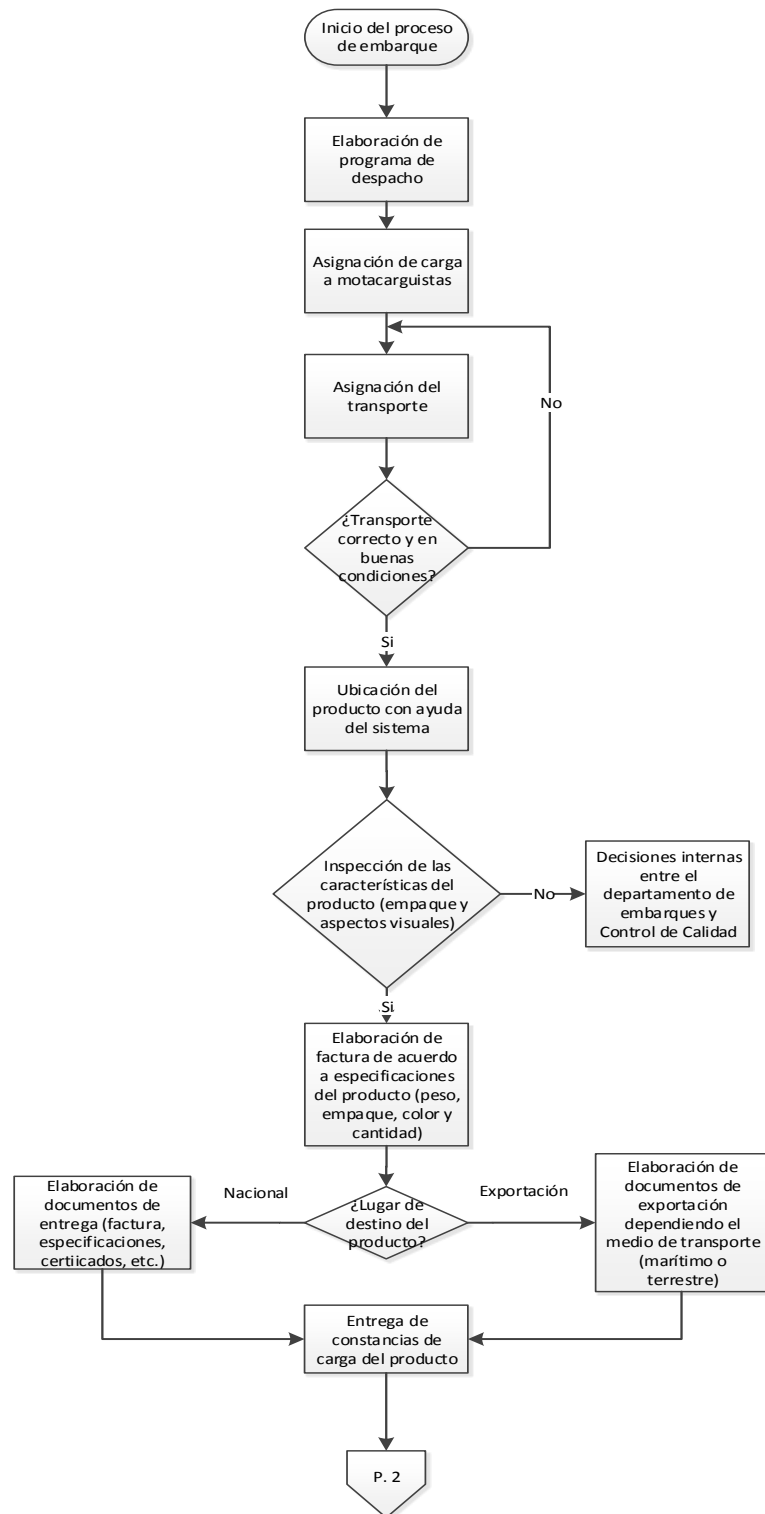 Inicio del proceso
de embarque
Elaboración de
programa de
despacho
Asignación de carga
a motacarguistas
Asignación del
transporte
No
¿Transporte
correcto y en
buenas
condiciones?
Si
Ubicación del
producto con ayuda
del sistema
Inspección de las
características del
producto (empaque y
aspectos visuales)
No
Decisiones internas
entre el
departamento de
embarques y
Control de Calidad
Si
Elaboración de
factura de acuerdo
a especificaciones
del producto (peso,
empaque, color y
cantidad)
Elaboración de
documentos de
entrega (factura,
especificaciones,
certiicados, etc.)
Nacional
¿Lugar de
destino del
producto?
Exportación
Elaboración de
documentos de
exportación
dependiendo el
medio de transporte
(marítimo o
terrestre)
Entrega de
constancias de
carga del producto
P. 2